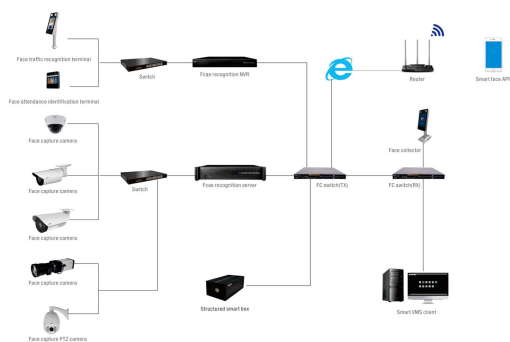 Face traffic recognition terminal
Switch
Fcae recognition NVR
Router
Smart face API
Face attendance identification terminal
Face capture camera
Face collector
Face capture camera
Switch
Fcae recognition server
FC switch(TX)
FC switch(RX)
Face capture camera
Face capture camera
Structured smart box
Smart VMS client
Face capture PTZ camera